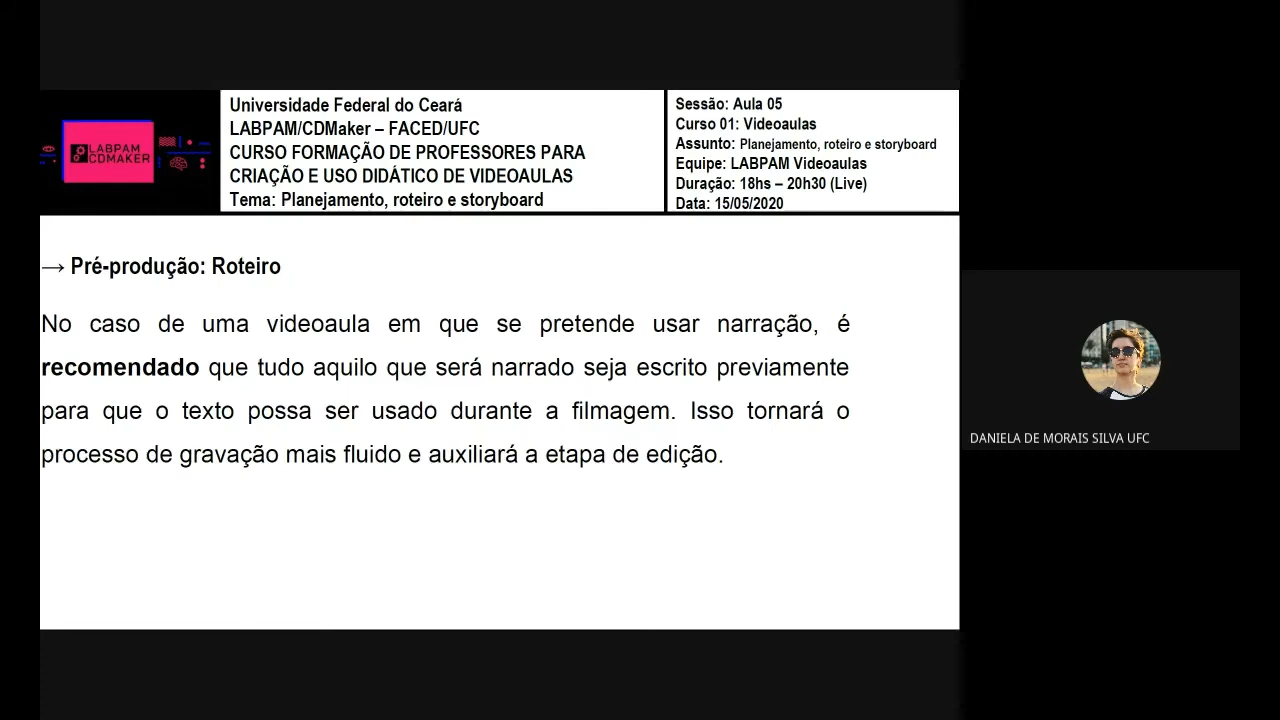 LABPAM
CDMAKER
Universidade Federal do Ceará
LABPAM/CDMaker – FACED/UFC
CURSO FORMAÇÃO DE PROFESSORES PARA
CRIAÇÃO E USO DIDÁTICO DE VIDEOAULAS
Tema: Planejamento, roteiro e storyboard
Sessão: Aula 05
Curso 01: Videoaulas
Assunto: Planejamento, roteiro e storyboard
Equipe: LABPAM Videoaulas
Duração: 18hs – 20h30 (Live)
Data: 15/05/2020
→ Pré-produção: Roteiro
No caso de uma videoaula em que se pretende usar narração, é
recomendado que tudo aquilo que será narrado seja escrito previamente
para que o texto possa ser usado durante a filmagem. Isso tornará o
processo de gravação mais fluido e auxiliará a etapa de edição.
DANIELA DE MORAIS SILVA UFC